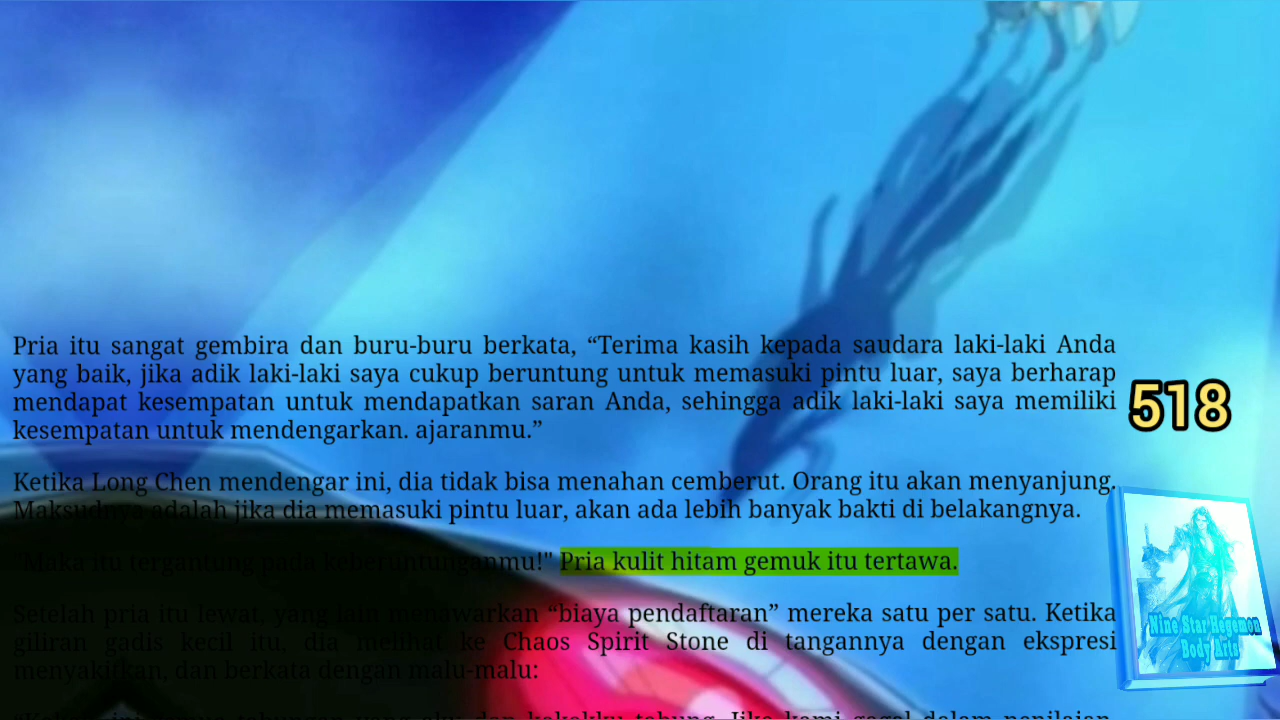 Pria itu sangat gembira dan buru-buru berkata, “Terima kasih kepada saudara laki-laki Anda
yang baik, jika adik laki-laki saya cukup beruntung untuk memasuki pintu luar, saya berharap
mendapat kesempatan untuk mendapatkan saran Anda, sehingga adik laki-laki saya memiliki
kesempatan untuk mendengarkan. ajaranmu.”
518
Ketika Long Chen mendengar ini, dia tidak bisa menahan cemberut. Orang itu akan menyanjung.
Maksudnya adalah jika dia memasuki pintu luar, akan ada lebih banyak bakti di belakangnya.
"Maka itu tergantung pada keberuntunganmu!" Pria kulit hitam gemuk itu tertawa.
Setelah pria itu lewat, yang lain menawarkan “biaya pendaftaran” mereka satu per satu. Ketika
giliran gadis kecil itu, dia melihat ke Chaos Spirit Stone di tangannya dengan ekspresi
menyakitkan, dan berkata dengan malu-malu:
Nine Star Hegemon
Body Arts